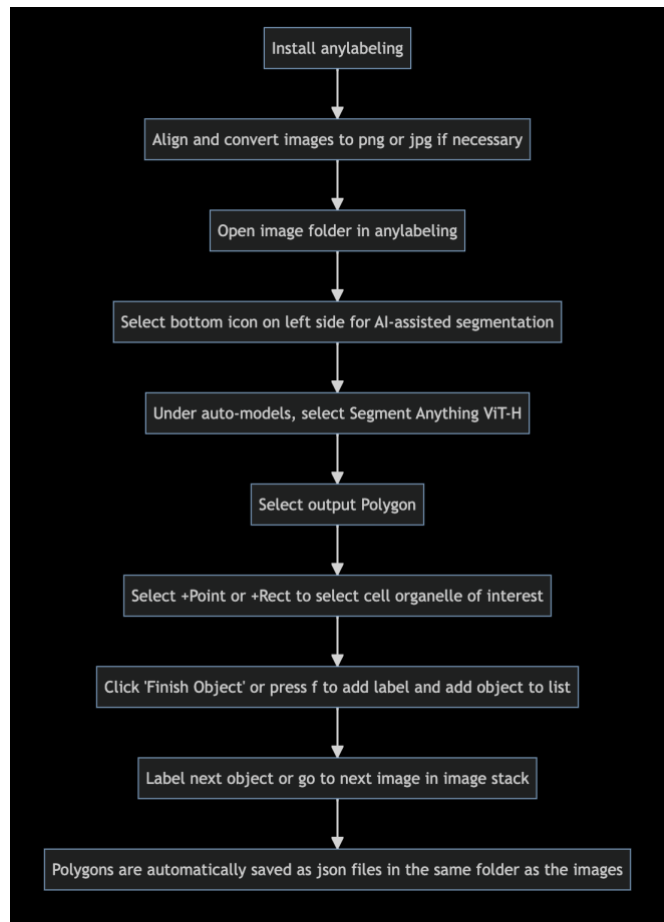 Install anylabeling
Align and convert images to png or jpg if necessary
Open image folder in anylabeling
Select bottom icon on left side for AI-assisted segmentation
Under auto-models, select Segment Anything ViT-H
Select output Polygon
Select +Point or +Rect to select cell organelle of interest
Click 'Finish Object' or press f to add label and add object to list
Label next object or go to next image in image stack
Polygons are automatically saved as json files in the same folder as the images